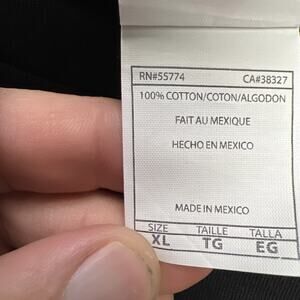 RN#55774 CA#38327
100% COTTON/COTON/ALGODON
FAIT AU MEXIQUE
HECHO EN MEXICO
MADE IN MEXICO
SIZE TAILLE TALLA
XL TG EG